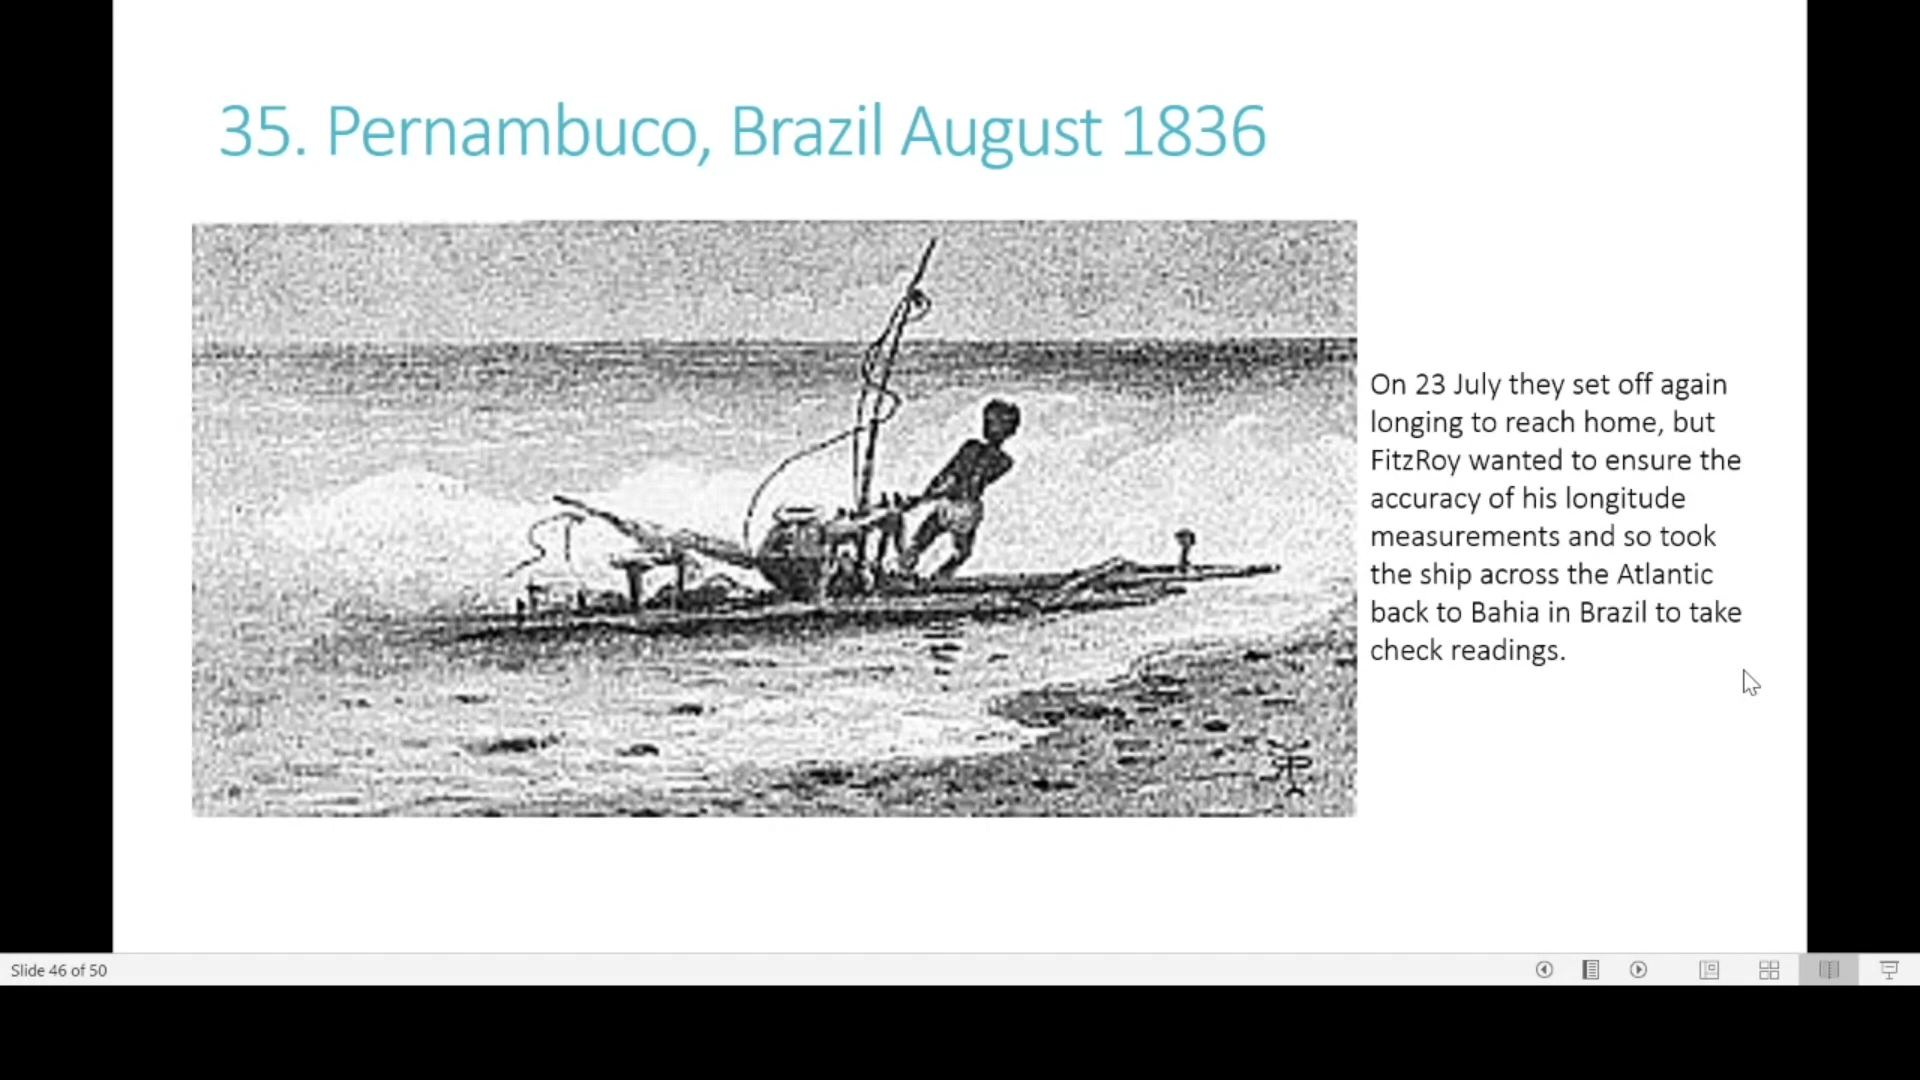 35. Pernambuco, Brazil August 1836
On 23 July they set off again
longing to reach home, but
FitzRoy wanted to ensure the
accuracy of his longitude
measurements and so took
the ship across the Atlantic
back to Bahia in Brazil to take
check readings.
Slide 46 of 50